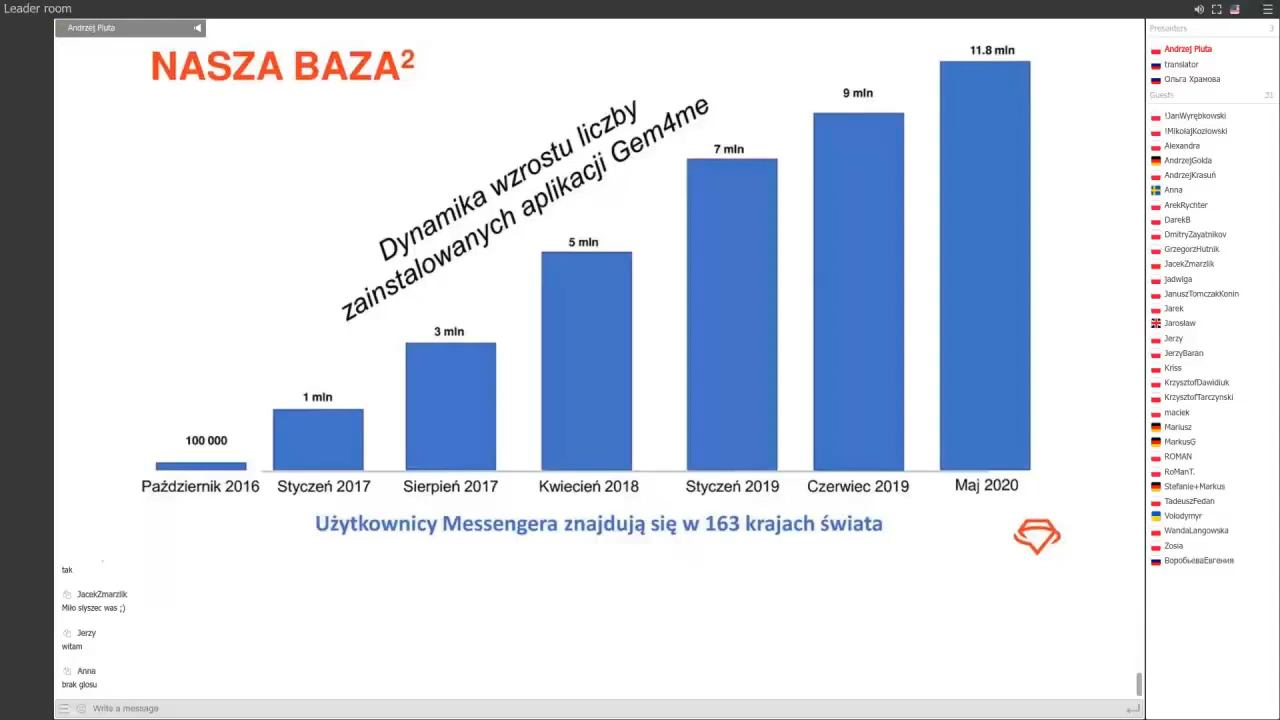 Leader room
Andrzej Pluta
NASZA BAZA²
Dynamika wzrostu liczby
zainstalowanych aplikacji Gem4me
100 000
1 mln
3 mln
5 mln
7 mln
9 mln
11.8 mln
Październik 2016
Styczeń 2017
Sierpień 2017
Kwiecień 2018
Styczeń 2019
Czerwiec 2019
Maj 2020
Użytkownicy Messengera znajdują się w 163 krajach świata
tak
JacekZmarzlik
Miło słyszec was ;)
Jerzy
witam
Anna
brak głosu
Write a message
Presenters 3
Andrzej Pluta
translator
Ольга Храмова
Guests 31
!JanWyrębkowski
!MikołajKozłowski
Alexandra
AndrzejGołda
AndrzejKrasuń
Anna
ArekRychter
DarekB
DmitryZayatnikov
GrzegorzHutnik
JacekZmarzlik
jadwiga
JanuszTomczakKonin
Jarek
Jarosław
Jerzy
JerzyBaran
Kriss
KrzysztofDawidiuk
KrzysztofTarczynski
maciek
Mariusz
MarkusG
ROMAN
RoManT.
Stefanie+Markus
TadeuszFedan
Volodymyr
WandaLangowska
Zosia
ВоробьеваЕвгения